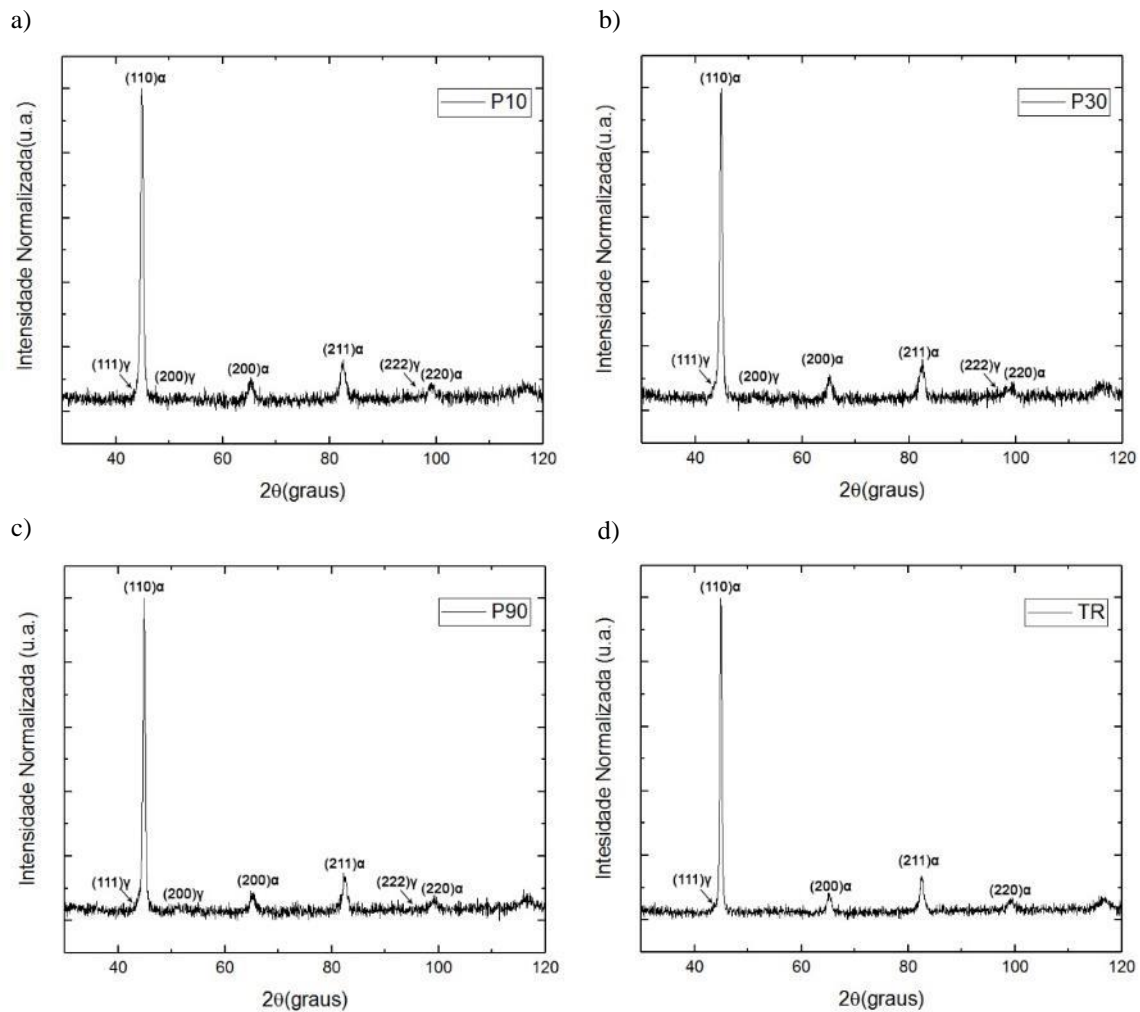 a)
Intensidade Normalizada(u.a.)
P10
(110)α
(111)γ
(200)γ
(200)α
(211)α
(222)γ
(220)α
40 60 80 100 120
2θ(graus)
b)
Intensidade Normalizada(u.a.)
P30
(110)α
(111)γ
(200)γ
(200)α
(211)α
(222)γ
(220)α
40 60 80 100 120
2θ(graus)
c)
Intensidade Normalizada (u.a.)
P90
(110)α
(111)γ
(200)γ
(200)α
(211)α
(222)γ
(220)α
40 60 80 100 120
2θ(graus)
d)
Intesidade Normalizada (u.a.)
TR
(110)α
(111)γ
(200)α
(211)α
(220)α
40 60 80 100 120
2θ(graus)